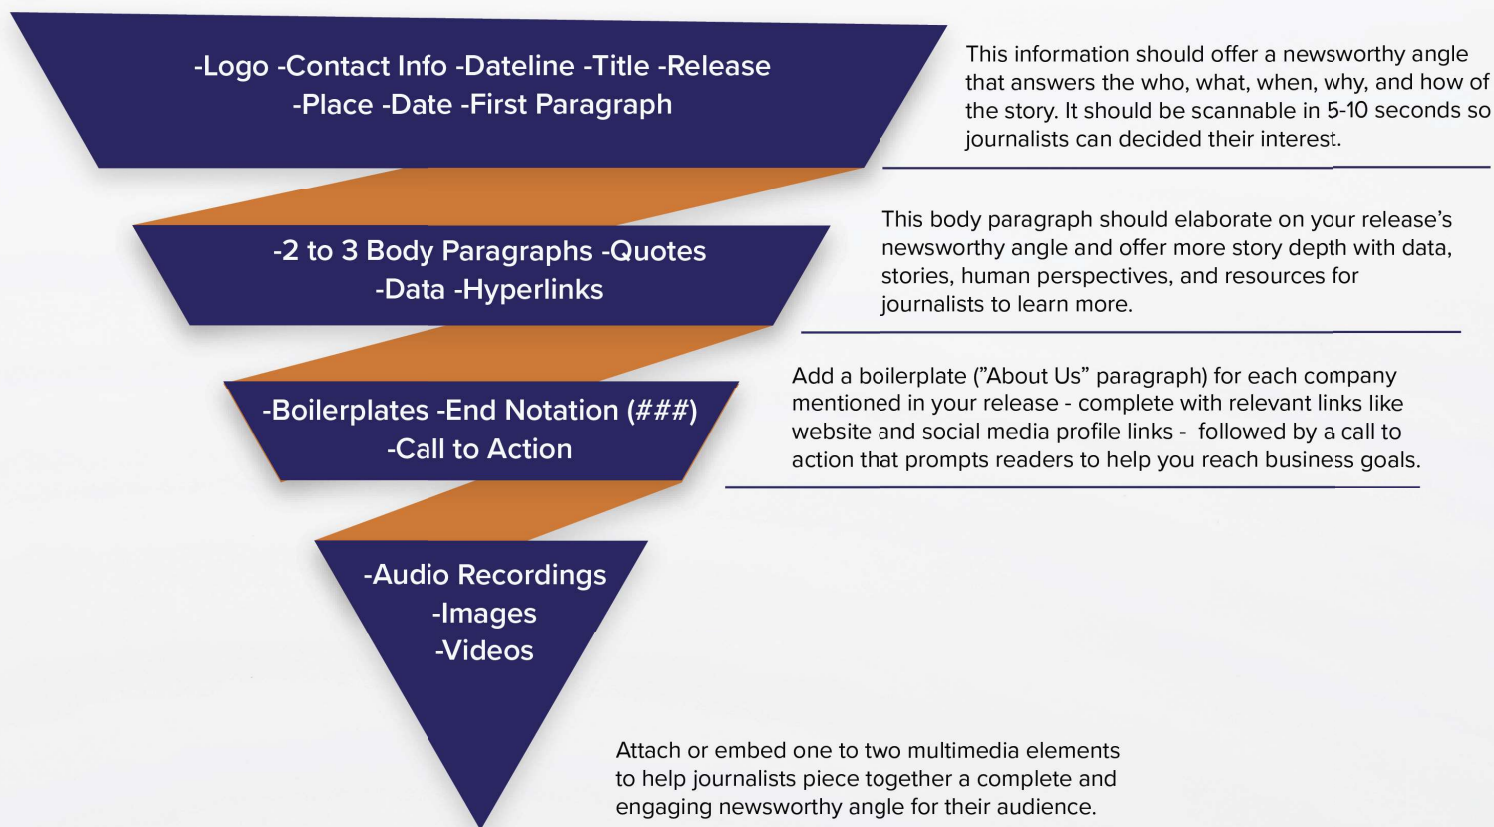 -Logo -Contact Info -Dateline -Title -Release
-Place -Date -First Paragraph
This information should offer a newsworthy angle
that answers the who, what, when, why, and how of
the story. It should be scannable in 5-10 seconds so
journalists can decided their interest.
-2 to 3 Body Paragraphs -Quotes
-Data -Hyperlinks
This body paragraph should elaborate on your release's
newsworthy angle and offer more story depth with data,
stories, human perspectives, and resources for
journalists to learn more.
-Boilerplates -End Notation (###)
-Call to Action
Add a boilerplate ("About Us" paragraph) for each company
mentioned in your release - complete with relevant links like
website and social media profile links - followed by a call to
action that prompts readers to help you reach business goals.
-Audio Recordings
-Images
-Videos
Attach or embed one to two multimedia elements
to help journalists piece together a complete and
engaging newsworthy angle for their audience.